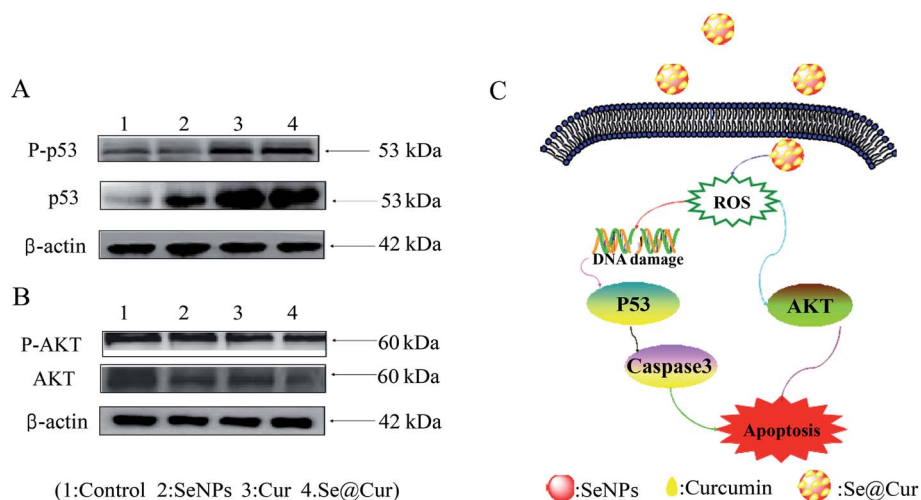 A
1 2 3 4
P-p53 53 kDa
p53 53 kDa
β-actin 42 kDa
B
1 2 3 4
P-AKT 60 kDa
AKT 60 kDa
β-actin 42 kDa
(1:Control 2:SeNPs 3:Cur 4.Se@Cur)
C
ROS
DNA damage
P53
AKT
Caspase3
Apoptosis
:SeNPs :Curcumin :Se@Cur